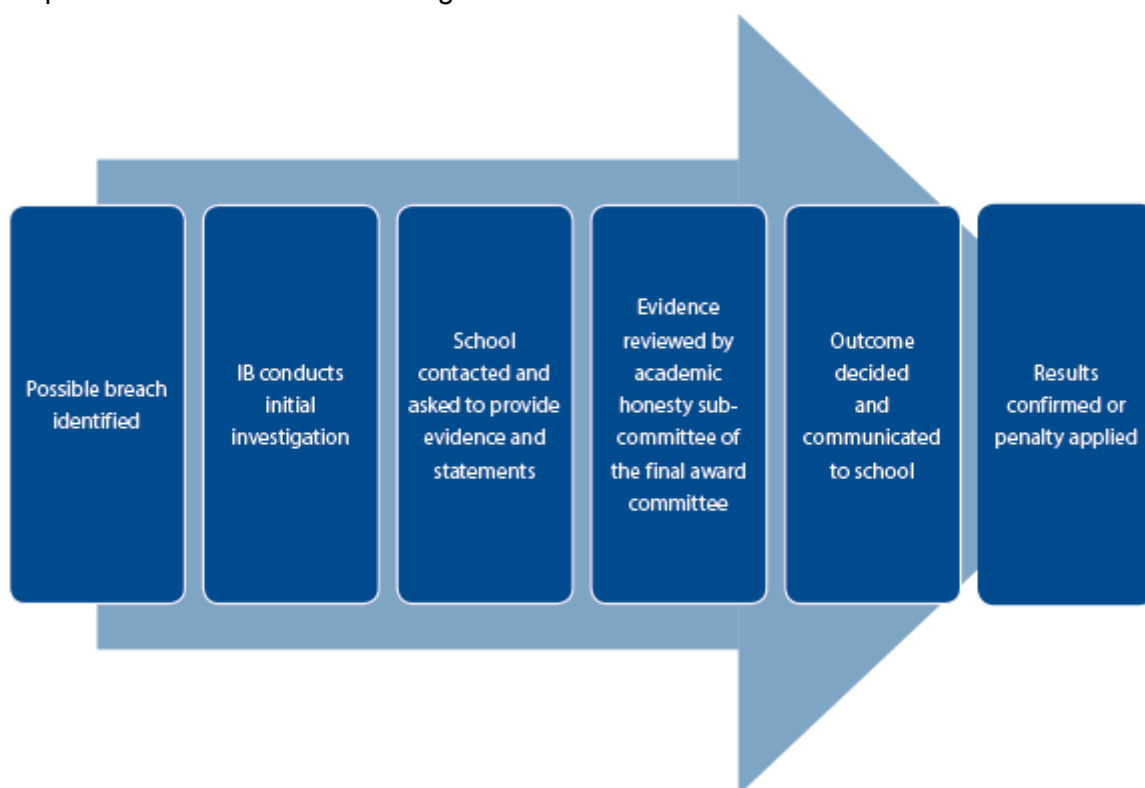 Possible breach
identified
IB conducts
initial
investigation
School
contacted and
asked to provide
evidence and
statements
Evidence
reviewed by
academic
honesty sub-
committee of
the final award
committee
Outcome
decided
and
communicated
to school
Results
confirmed or
penalty applied